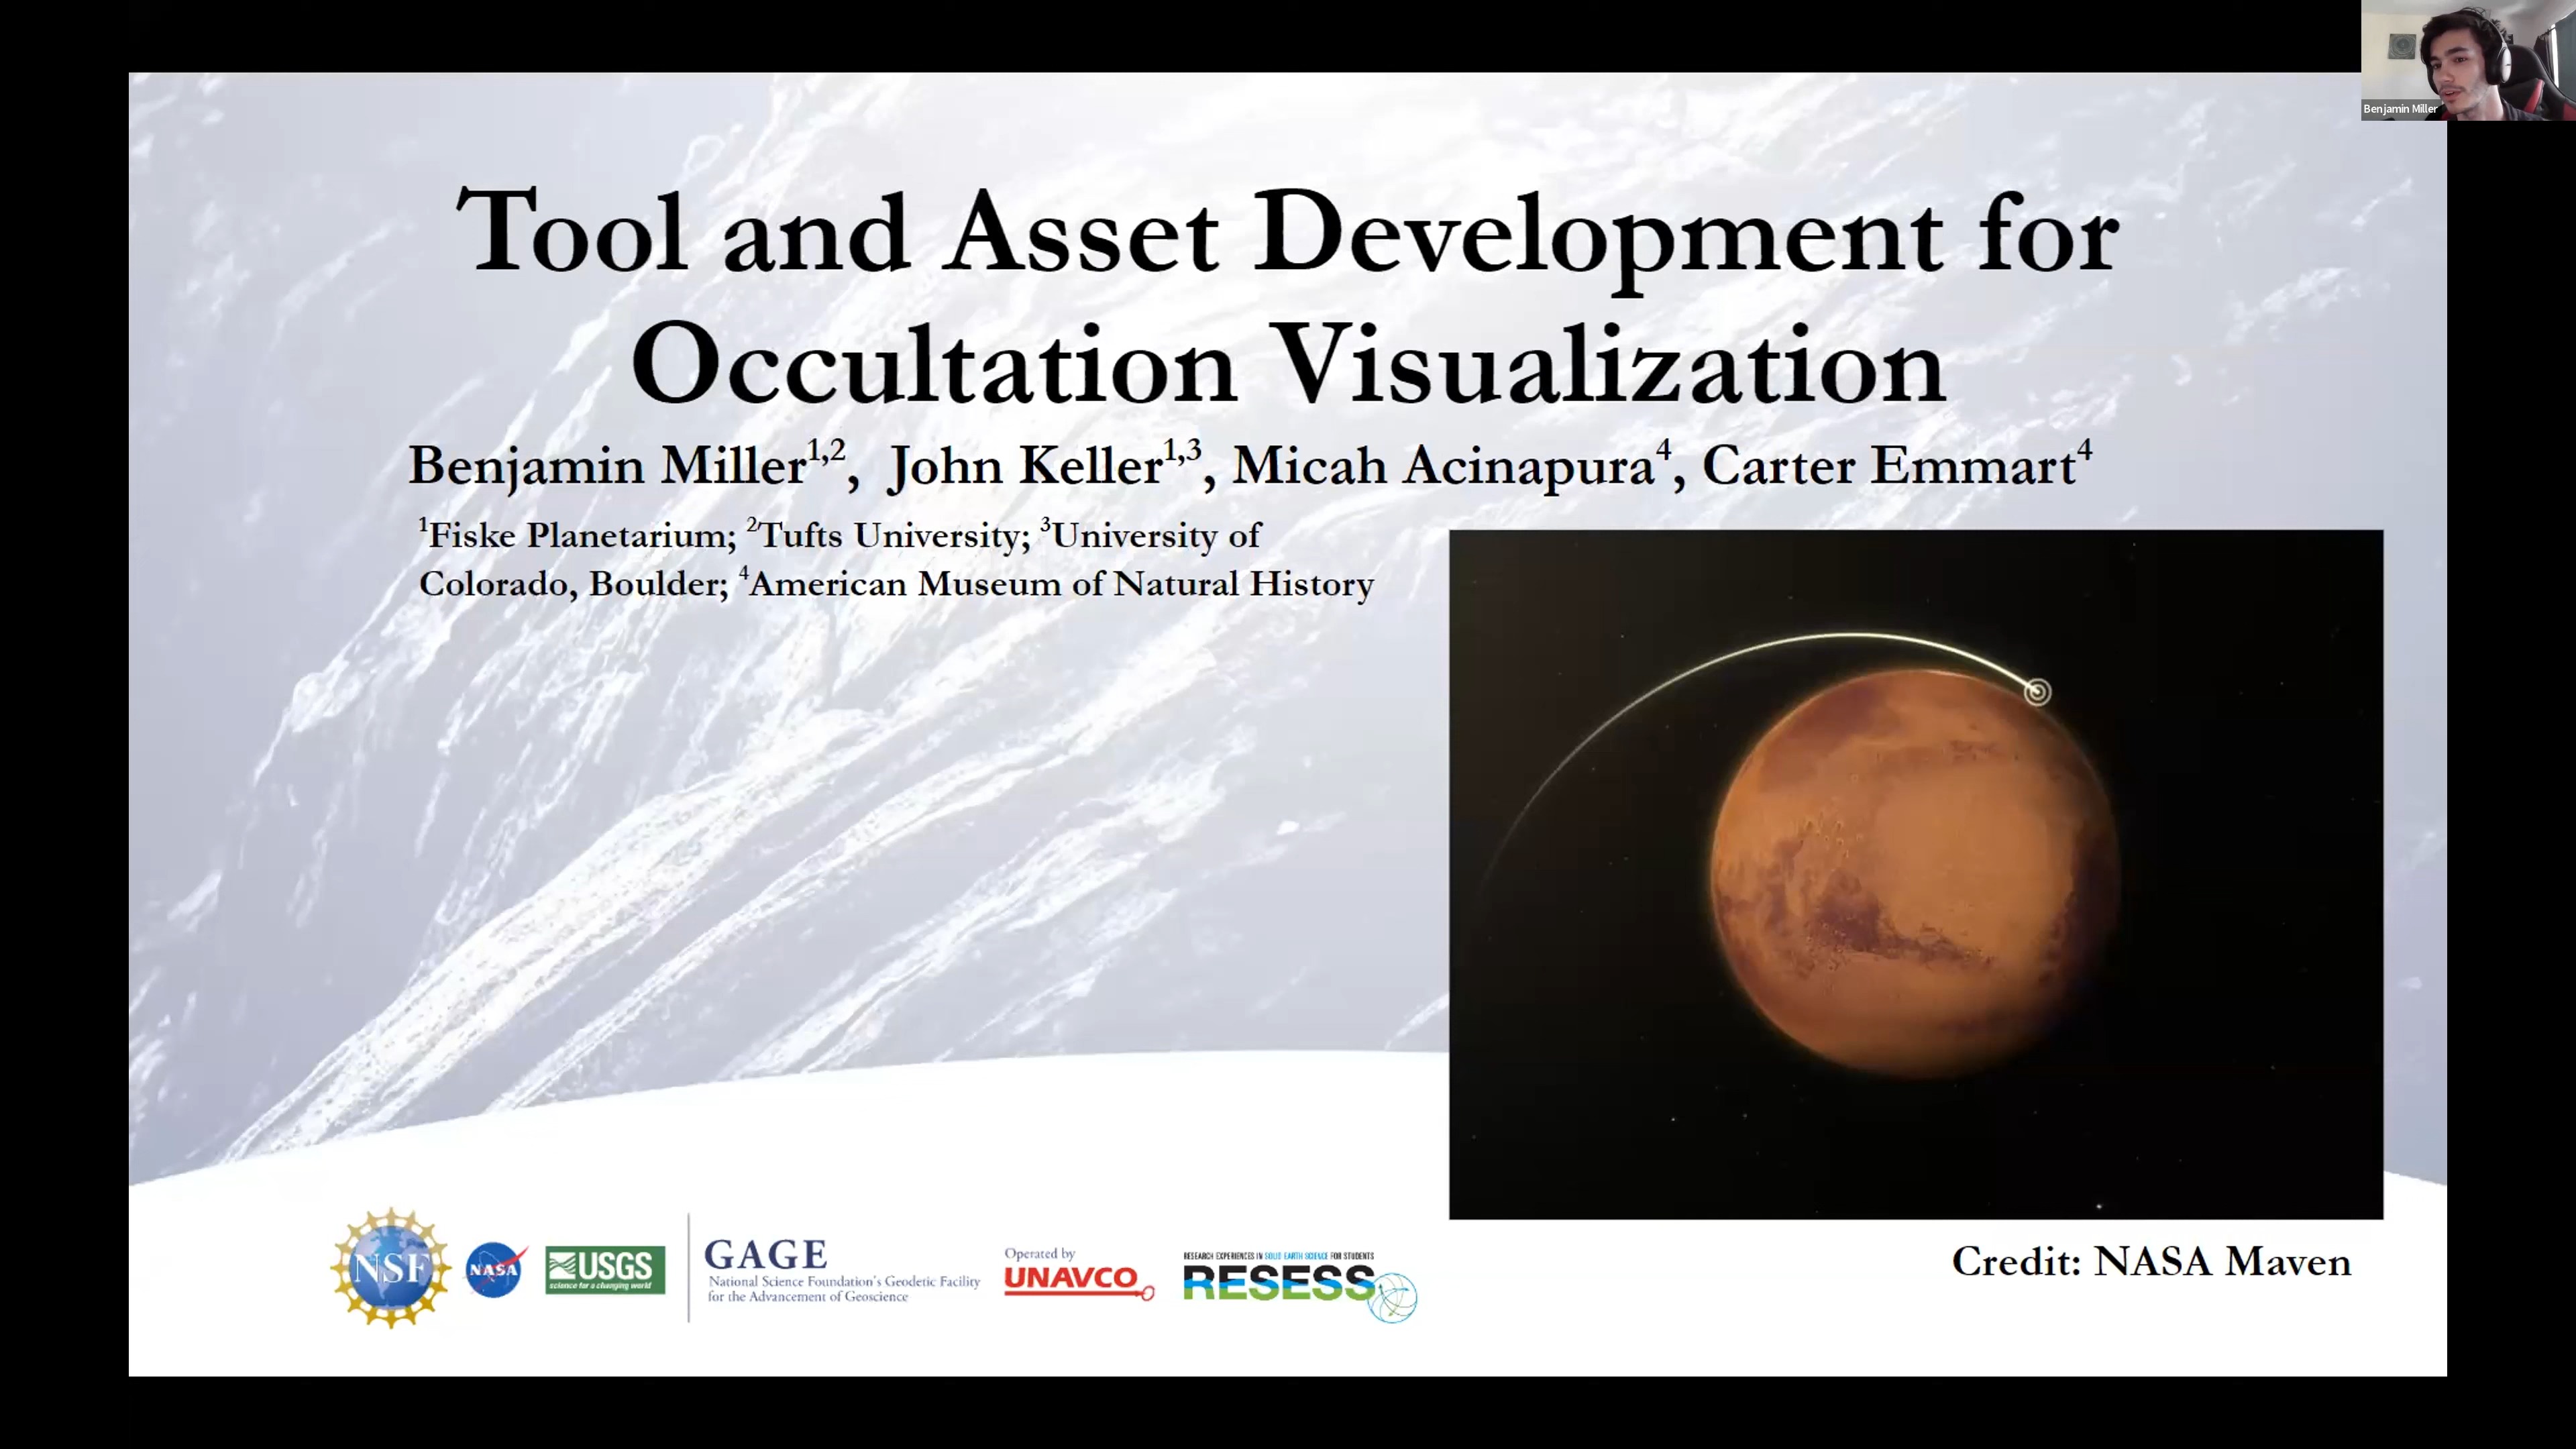 Benjamin Miller
Tool and Asset Development for
Occultation Visualization
Benjamin Miller1,2, John Keller1,3, Micah Acinapura4, Carter Emmart4
1Fiske Planetarium; 2Tufts University; 3University of
Colorado, Boulder; 4American Museum of Natural History
NSF
NASA
USGS
science for a changing world
GAGE
National Science Foundation's Geodetic Facility
for the Advancement of Geoscience
Operated by
UNAVCO
RESEARCH EXPERIENCES IN SOLID EARTH SCIENCE FOR STUDENTS
RESESS
Credit: NASA Maven